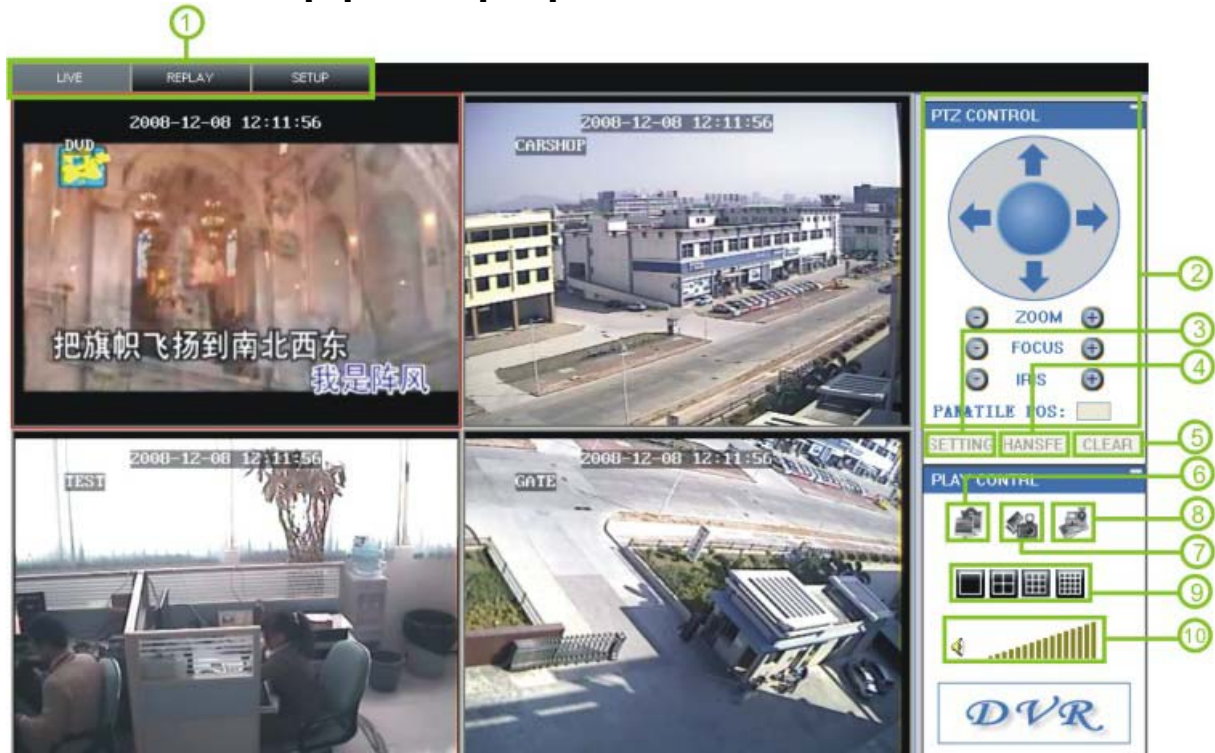 1
LIVE REPLAY SETUP
2008-12-08 12:11:56
DVD
把旗帜飞扬到南北西东
我是阵风
2008-12-08 12:11:56
CARSHOP
2008-12-08 12:11:56
TEST
2008-12-08 12:11:56
GATE
PTZ CONTROL
2
ZOOM
3
FOCUS
4
IRIS
PANATILE POS:
SETTING HANSFE CLEAR
5
PLAY CONTRL
6
8
7
9
10
DVR